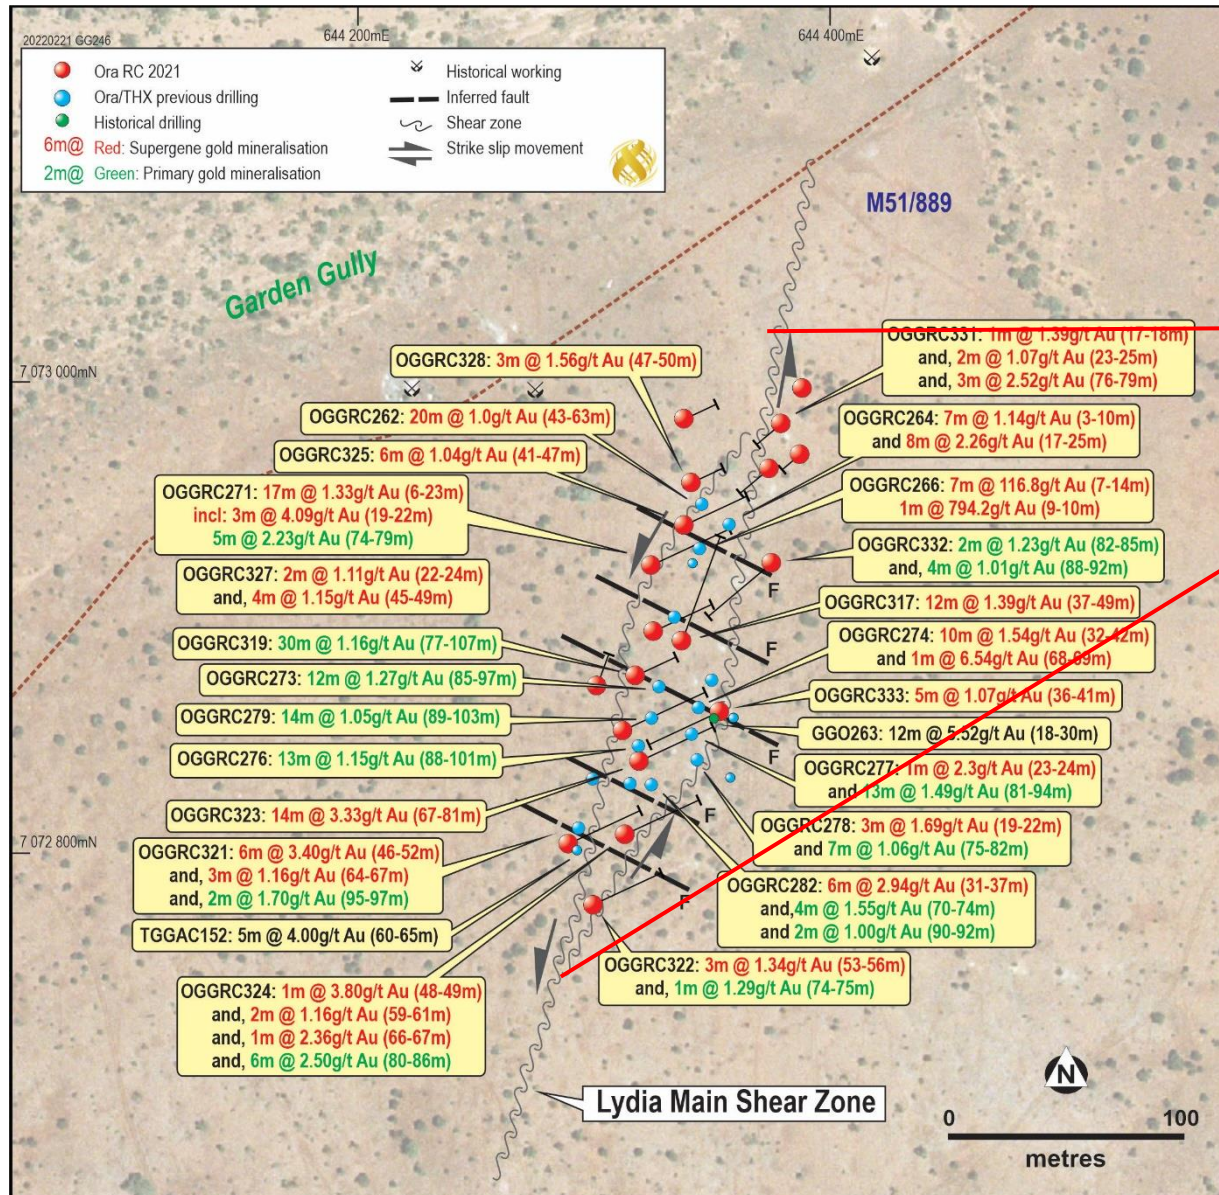 644 200mE
644 400mE
20220221 GG246
Ora RC 2021
Ora/THX previous drilling
Historical drilling
6m@ Red: Supergene gold mineralisation
2m@ Green: Primary gold mineralisation
Historical working
Inferred fault
Shear zone
Strike slip movement
M51/889
Garden Gully
7 073 000mN
OGGRC328: 3m @ 1.56g/t Au (47-50m)
OGGRC331: 1m @ 1.39g/t Au (17-18m)
and, 2m @ 1.07g/t Au (23-25m)
and, 3m @ 2.52g/t Au (76-79m)
OGGRC262: 20m @ 1.0g/t Au (43-63m)
OGGRC264: 7m @ 1.14g/t Au (3-10m)
and 8m @ 2.26g/t Au (17-25m)
OGGRC325: 6m @ 1.04g/t Au (41-47m)
OGGRC271: 17m @ 1.33g/t Au (6-23m)
incl: 3m @ 4.09g/t Au (19-22m)
5m @ 2.23g/t Au (74-79m)
OGGRC266: 7m @ 116.8g/t Au (7-14m)
1m @ 794.2g/t Au (9-10m)
OGGRC332: 2m @ 1.23g/t Au (82-85m)
and, 4m @ 1.01g/t Au (88-92m)
OGGRC327: 2m @ 1.11g/t Au (22-24m)
and, 4m @ 1.15g/t Au (45-49m)
F
OGGRC317: 12m @ 1.39g/t Au (37-49m)
OGGRC319: 30m @ 1.16g/t Au (77-107m)
OGGRC274: 10m @ 1.54g/t Au (32-42m)
and 1m @ 6.54g/t Au (68-69m)
F
OGGRC273: 12m @ 1.27g/t Au (85-97m)
OGGRC333: 5m @ 1.07g/t Au (36-41m)
OGGRC279: 14m @ 1.05g/t Au (89-103m)
GGO263: 12m @ 5.52g/t Au (18-30m)
OGGRC276: 13m @ 1.15g/t Au (88-101m)
F
OGGRC277: 1m @ 2.3g/t Au (23-24m)
and 13m @ 1.49g/t Au (81-94m)
OGGRC323: 14m @ 3.33g/t Au (67-81m)
F
OGGRC278: 3m @ 1.69g/t Au (19-22m)
and 7m @ 1.06g/t Au (75-82m)
7 072 800mN
OGGRC321: 6m @ 3.40g/t Au (46-52m)
and, 3m @ 1.16g/t Au (64-67m)
and, 2m @ 1.70g/t Au (95-97m)
OGGRC282: 6m @ 2.94g/t Au (31-37m)
and,4m @ 1.55g/t Au (70-74m)
and 2m @ 1.00g/t Au (90-92m)
F
TGGAC152: 5m @ 4.00g/t Au (60-65m)
OGGRC322: 3m @ 1.34g/t Au (53-56m)
and, 1m @ 1.29g/t Au (74-75m)
OGGRC324: 1m @ 3.80g/t Au (48-49m)
and, 2m @ 1.16g/t Au (59-61m)
and, 1m @ 2.36g/t Au (66-67m)
and, 6m @ 2.50g/t Au (80-86m)
Lydia Main Shear Zone
N
0 100
metres